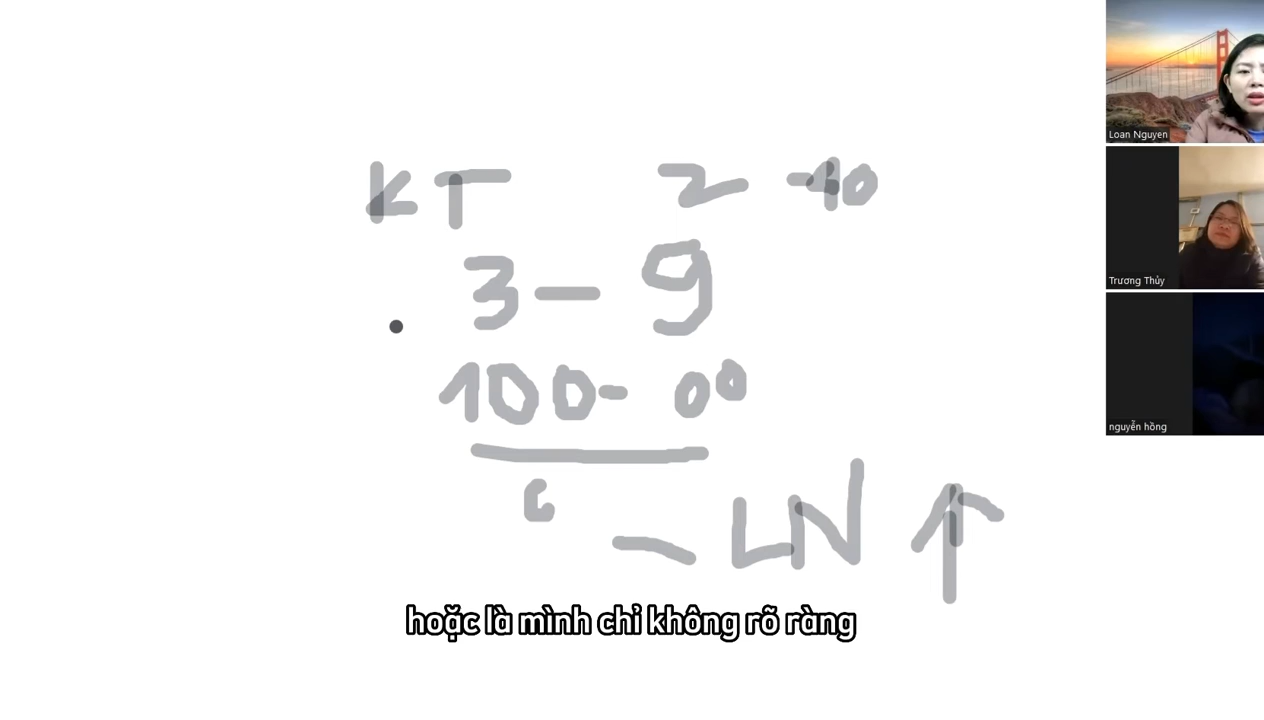 KT 2 -10
3 - 9
100 - 00
- LN ↑
hoặc là mình chỉ không rõ ràng
Loan Nguyen
Trương Thủy
nguyễn hồng